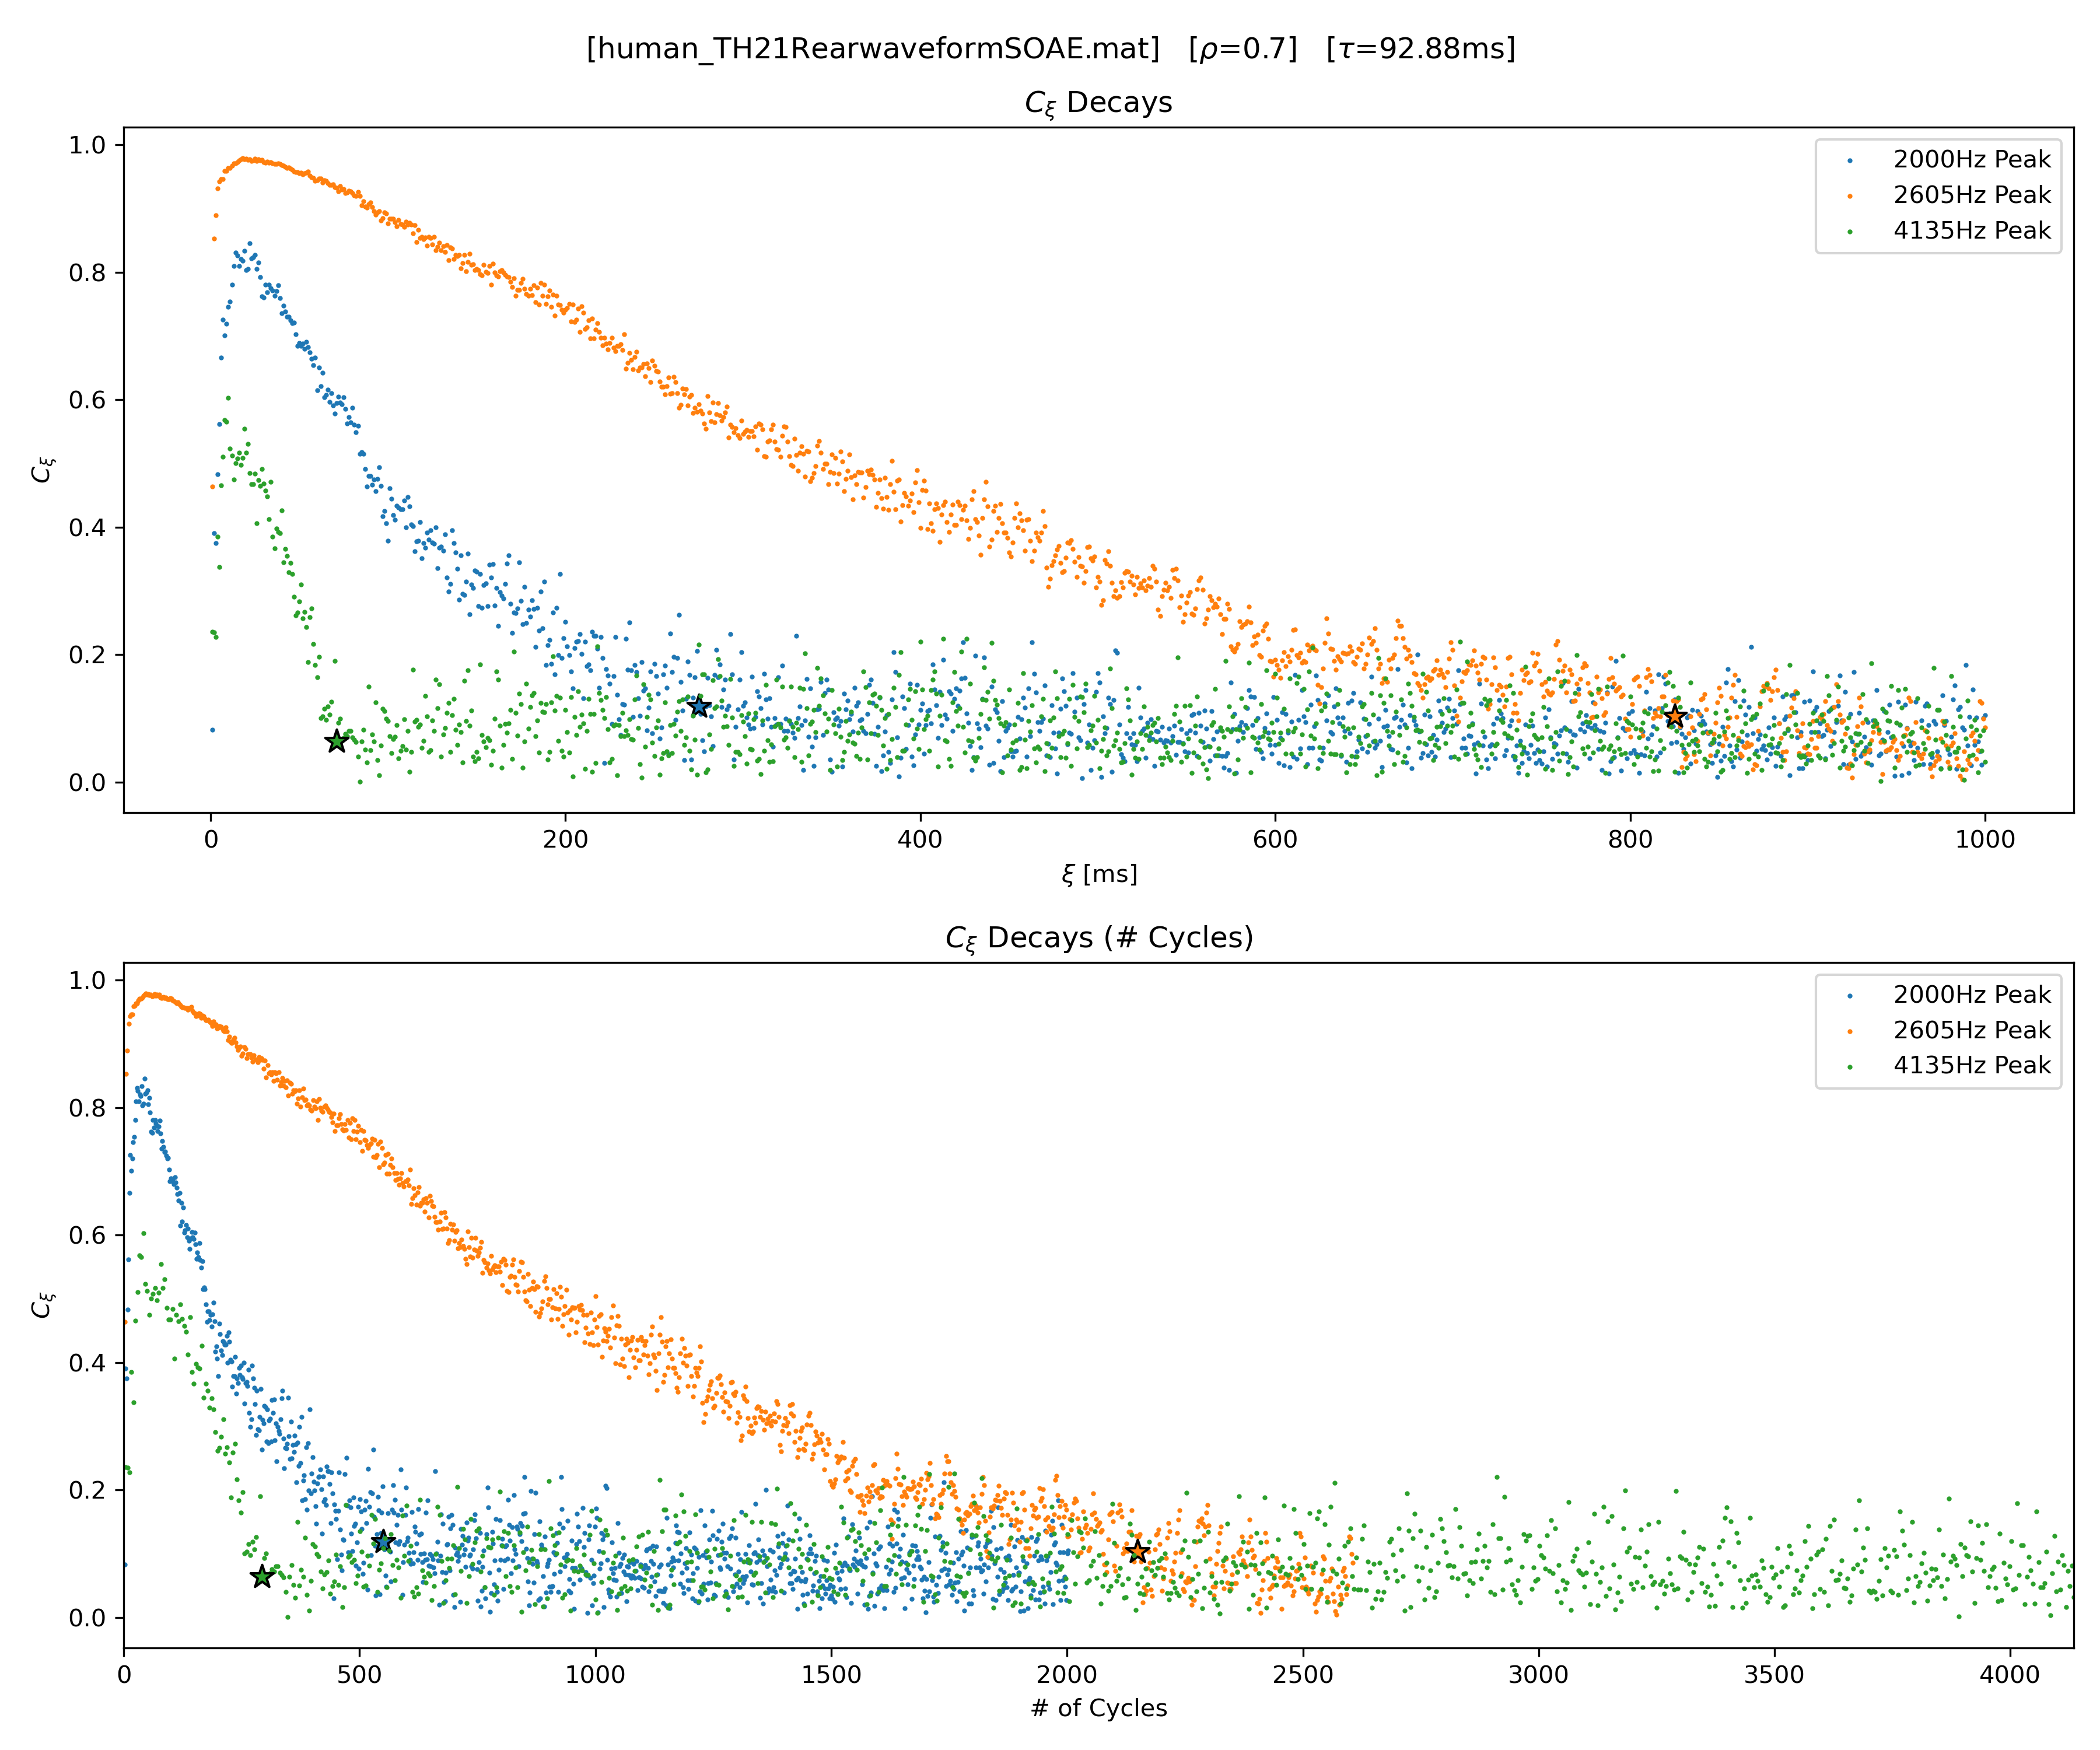 [human_TH21RearwaveformSOAE.mat] [ρ=0.7] [τ=92.88ms]
C_ξ Decays
1.0
0.8
0.6
0.4
0.2
0.0
C_ξ
2000Hz Peak
2605Hz Peak
4135Hz Peak
0 200 400 600 800 1000
ξ [ms]
C_ξ Decays (# Cycles)
1.0
0.8
0.6
0.4
0.2
0.0
C_ξ
2000Hz Peak
2605Hz Peak
4135Hz Peak
0 500 1000 1500 2000 2500 3000 3500 4000
# of Cycles